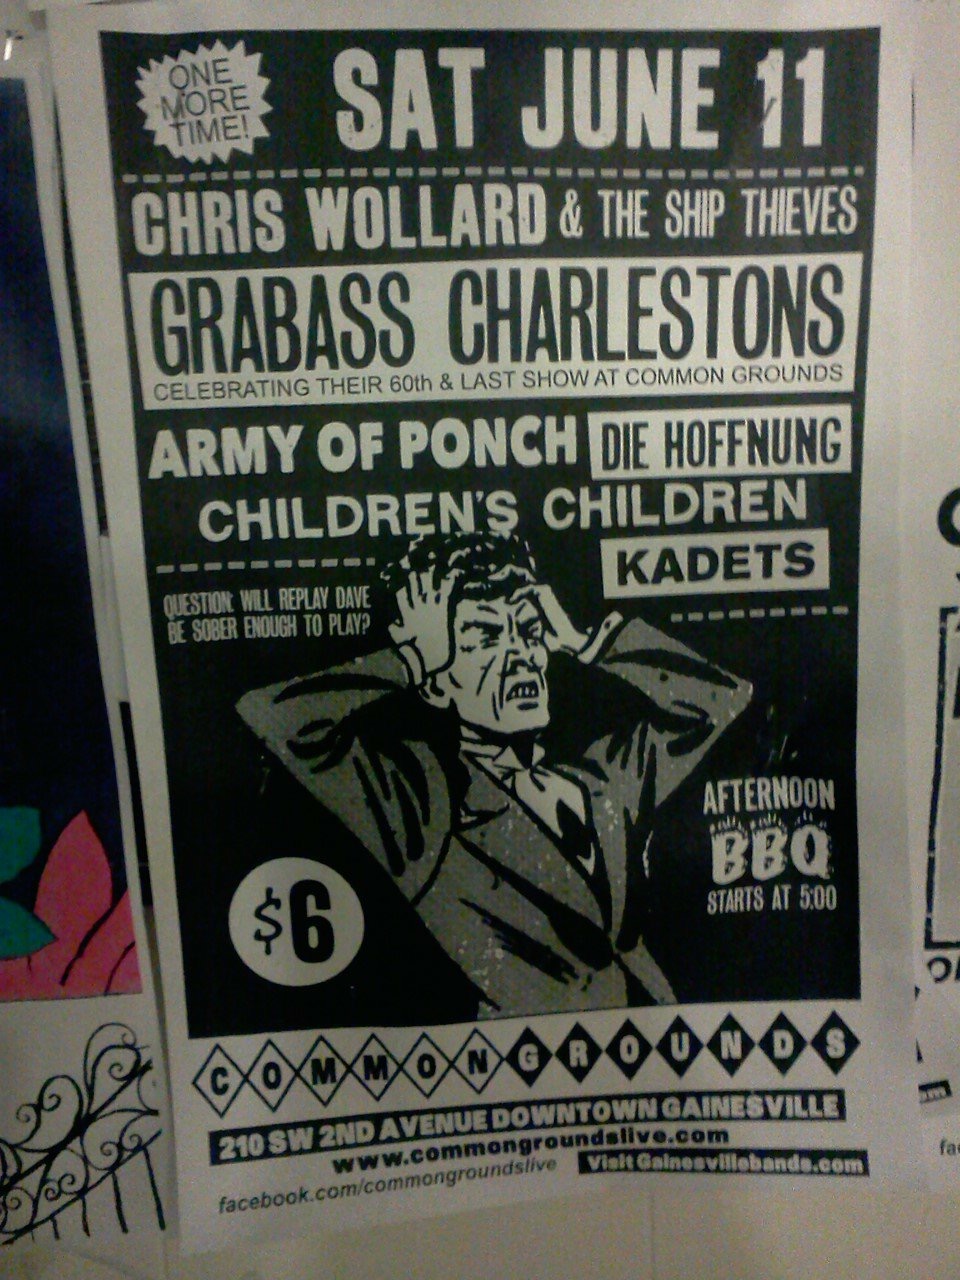 ONE
MORE
TIME!
SAT JUNE 11
CHRIS WOLLARD & THE SHIP THIEVES
GRABASS CHARLESTONS
CELEBRATING THEIR 60th & LAST SHOW AT COMMON GROUNDS
ARMY OF PONCH
DIE HOFFNUNG
CHILDREN'S CHILDREN
KADETS
QUESTION: WILL REPLAY DAVE
BE SOBER ENOUGH TO PLAY?
AFTERNOON
BBQ
STARTS AT 5:00
$6
COMMON GROUNDS
210 SW 2ND AVENUE DOWNTOWN GAINESVILLE
www.commongroundslive.com
facebook.com/commongroundslive
Visit Gainesvillebands.com